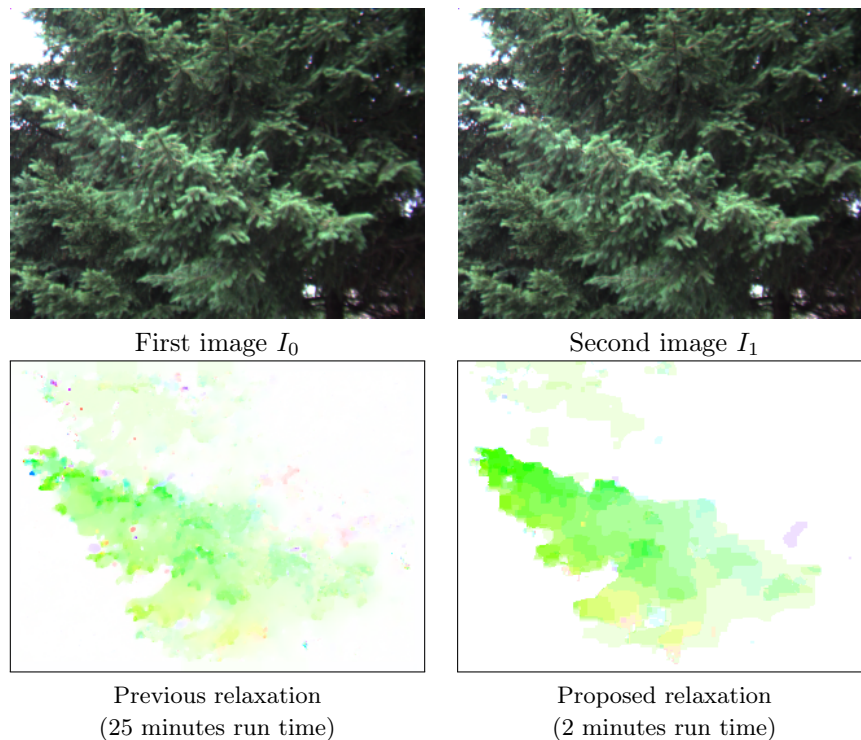 First image I₀
Second image I₁
Previous relaxation
(25 minutes run time)
Proposed relaxation
(2 minutes run time)